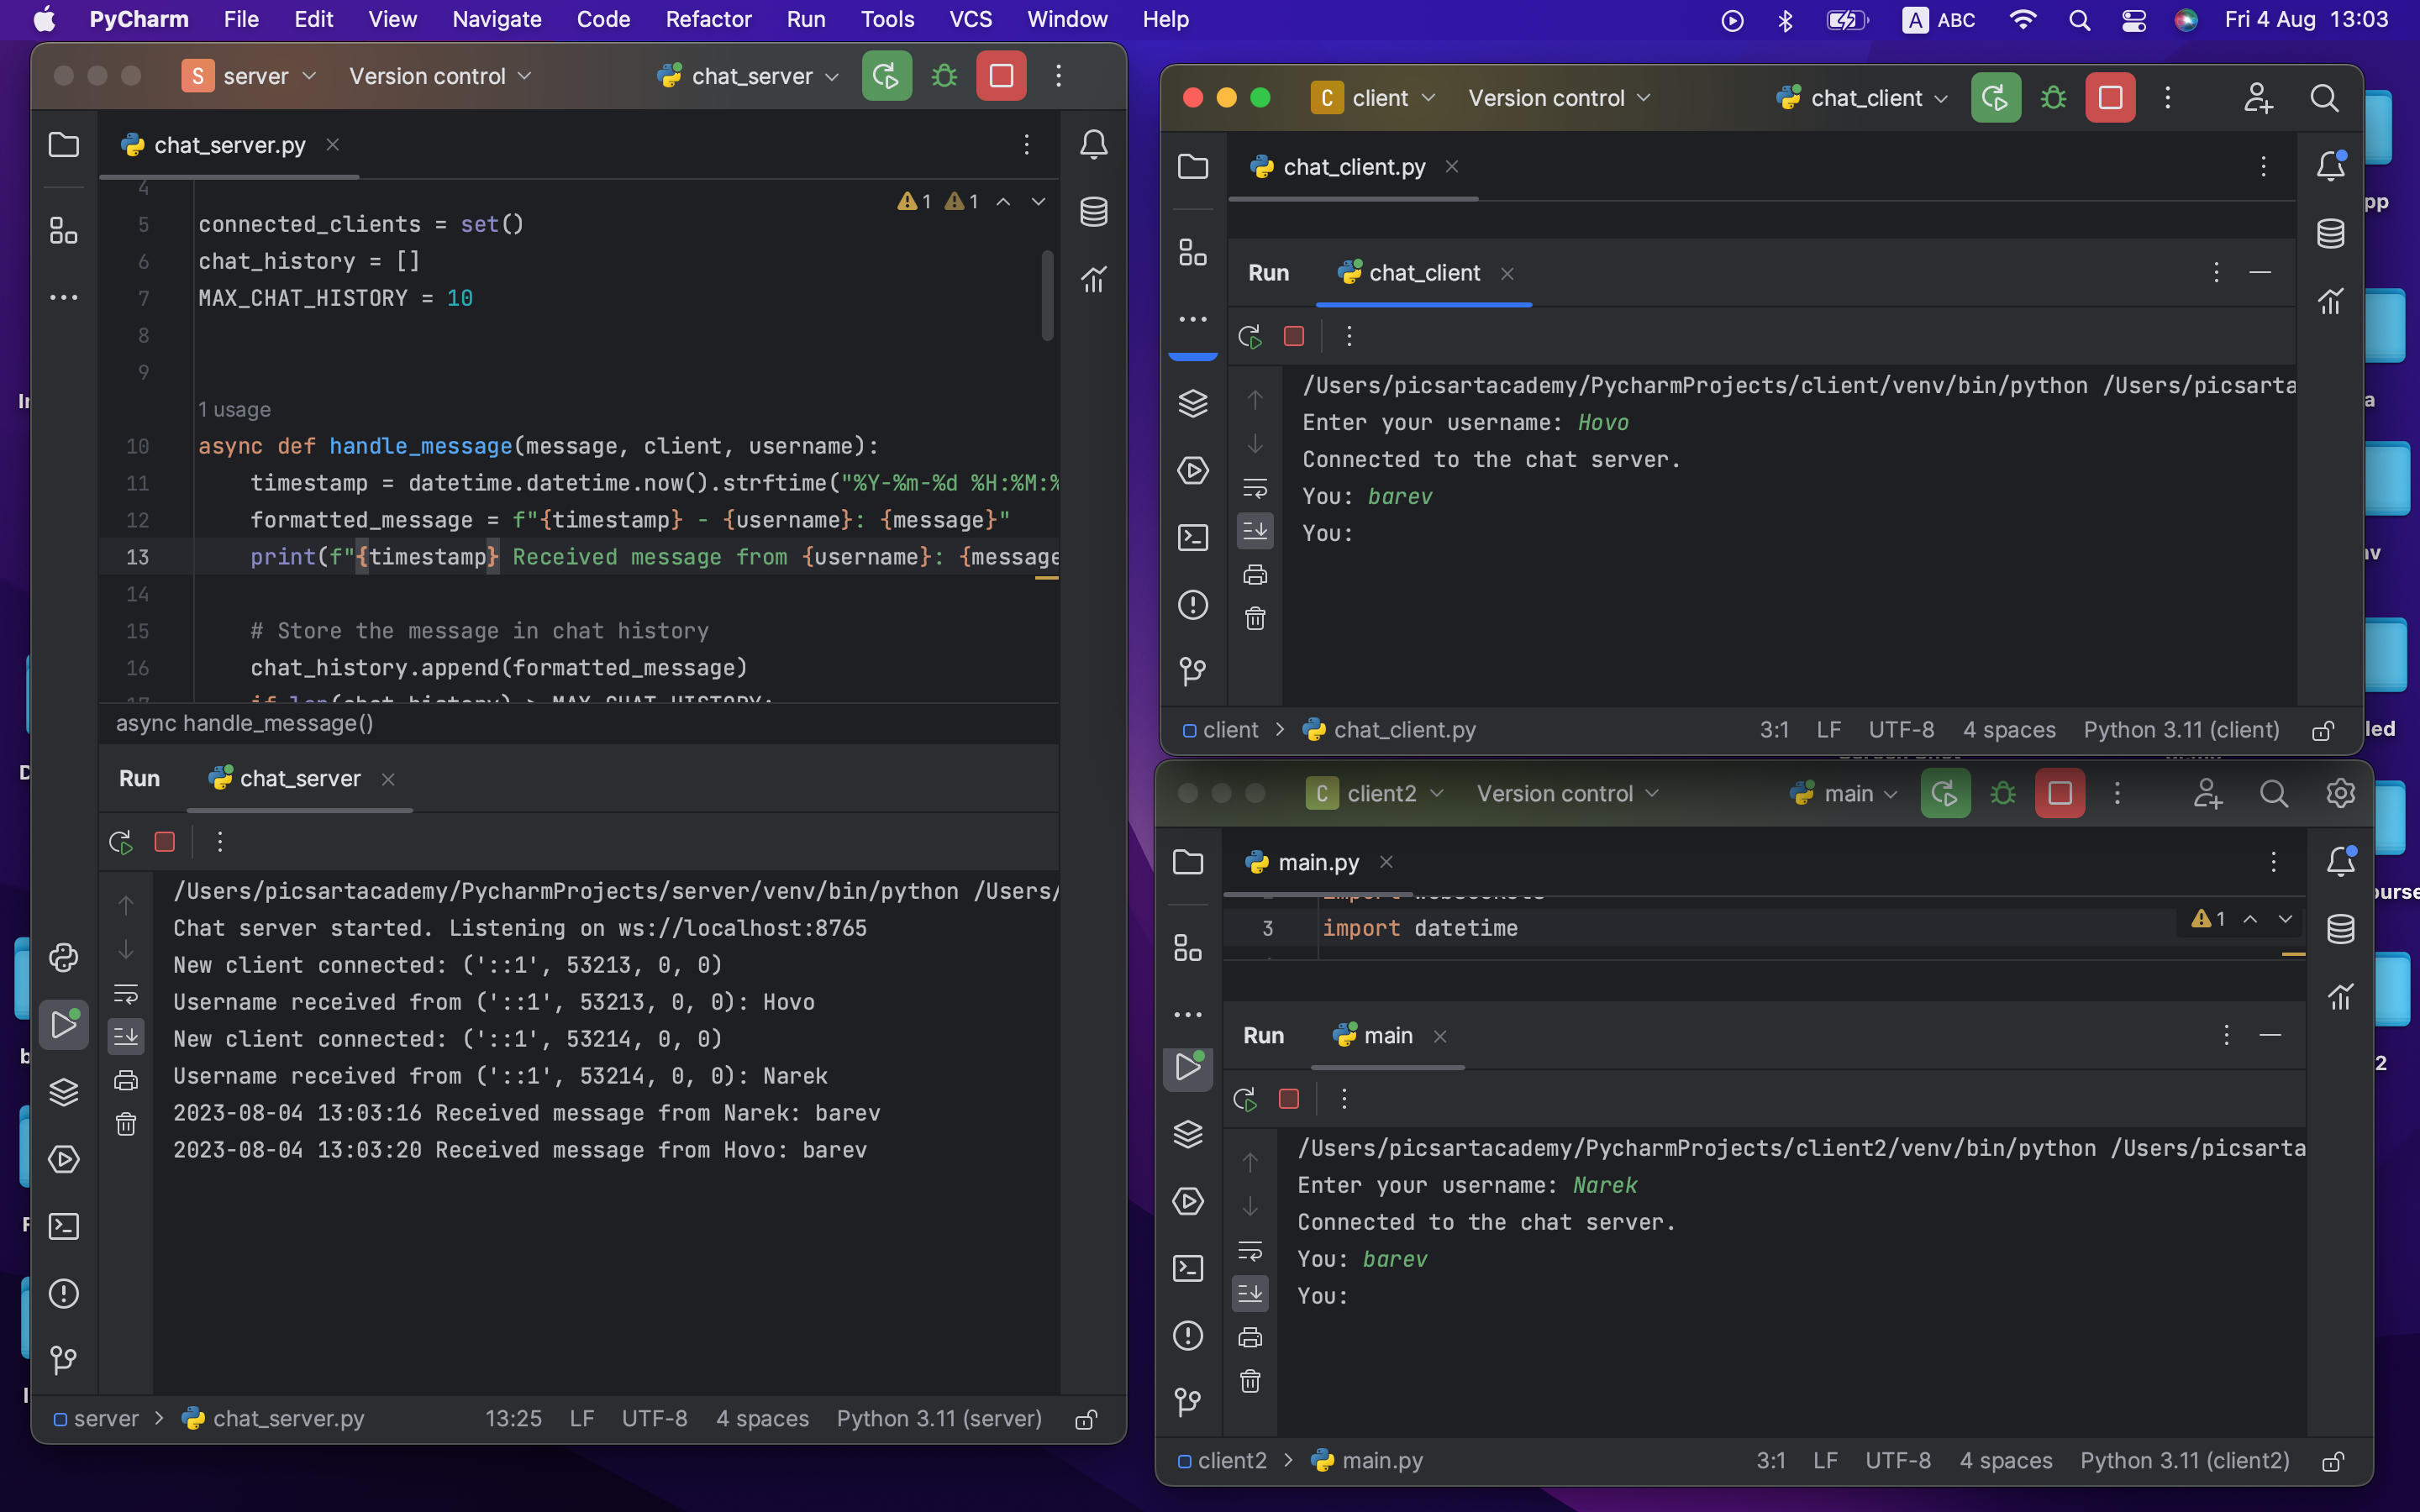 PyCharm File Edit View Navigate Code Refactor Run Tools VCS Window Help A ABC Fri 4 Aug 13:03
S server Version control chat_server
chat_server.py
4
1 1
5 connected_clients = set()
6 chat_history = []
7 MAX_CHAT_HISTORY = 10
8
9
1 usage
10 async def handle_message(message, client, username):
11 timestamp = datetime.datetime.now().strftime("%Y-%m-%d %H:%M:%
12 formatted_message = f"{timestamp} - {username}: {message}"
13 print(f"{timestamp} Received message from {username}: {message
14
15 # Store the message in chat history
16 chat_history.append(formatted_message)
17 if len(chat_history) > MAX_CHAT_HISTORY:
async handle_message()
Run chat_server
/Users/picsartacademy/PycharmProjects/server/venv/bin/python /Users/
Chat server started. Listening on ws://localhost:8765
New client connected: ('::1', 53213, 0, 0)
Username received from ('::1', 53213, 0, 0): Hovo
New client connected: ('::1', 53214, 0, 0)
Username received from ('::1', 53214, 0, 0): Narek
2023-08-04 13:03:16 Received message from Narek: barev
2023-08-04 13:03:20 Received message from Hovo: barev
server > chat_server.py 13:25 LF UTF-8 4 spaces Python 3.11 (server)
C client Version control chat_client
chat_client.py
Run chat_client
/Users/picsartacademy/PycharmProjects/client/venv/bin/python /Users/picsarta
Enter your username: Hovo
Connected to the chat server.
You: barev
You:
client > chat_client.py 3:1 LF UTF-8 4 spaces Python 3.11 (client)
C client2 Version control main
main.py
import websockets
3 import datetime
1
Run main
/Users/picsartacademy/PycharmProjects/client2/venv/bin/python /Users/picsarta
Enter your username: Narek
Connected to the chat server.
You: barev
You:
client2 > main.py 3:1 LF UTF-8 4 spaces Python 3.11 (client2)